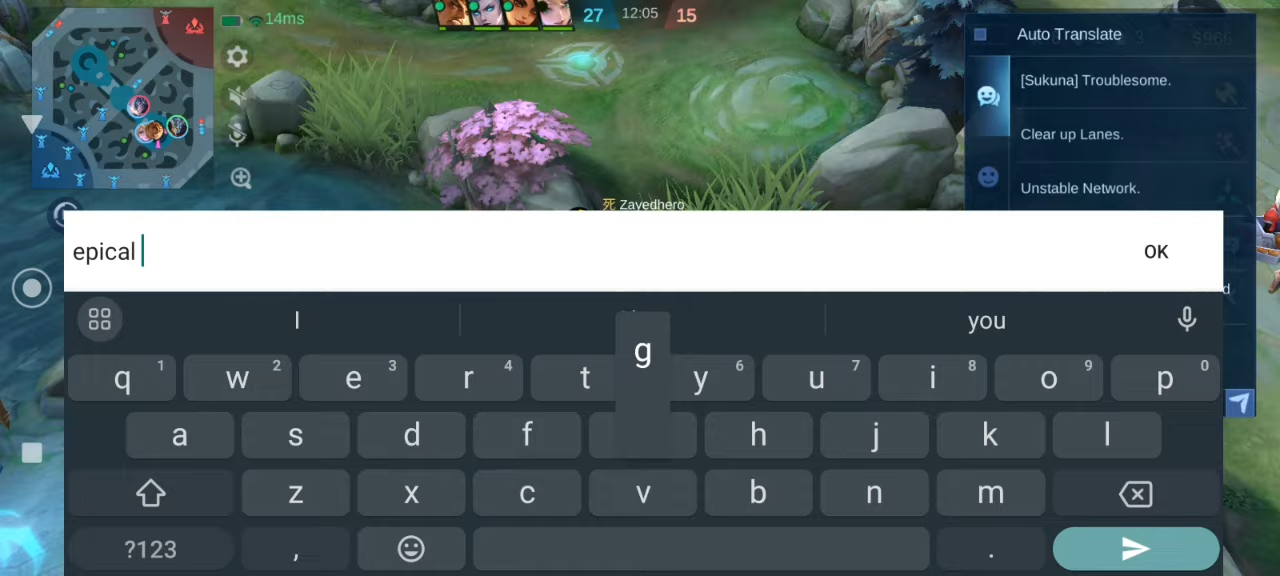 14ms
27 12:05 15
Auto Translate
$966
[Sukuna] Troublesome.
Clear up Lanes.
Unstable Network.
死 Zayedhero
epical
OK
d
I
you
g
q 1 w 2 e 3 r 4 t y 6 u 7 i 8 o 9 p 0
a s d f h j k l
z x c v b n m
?123 , .